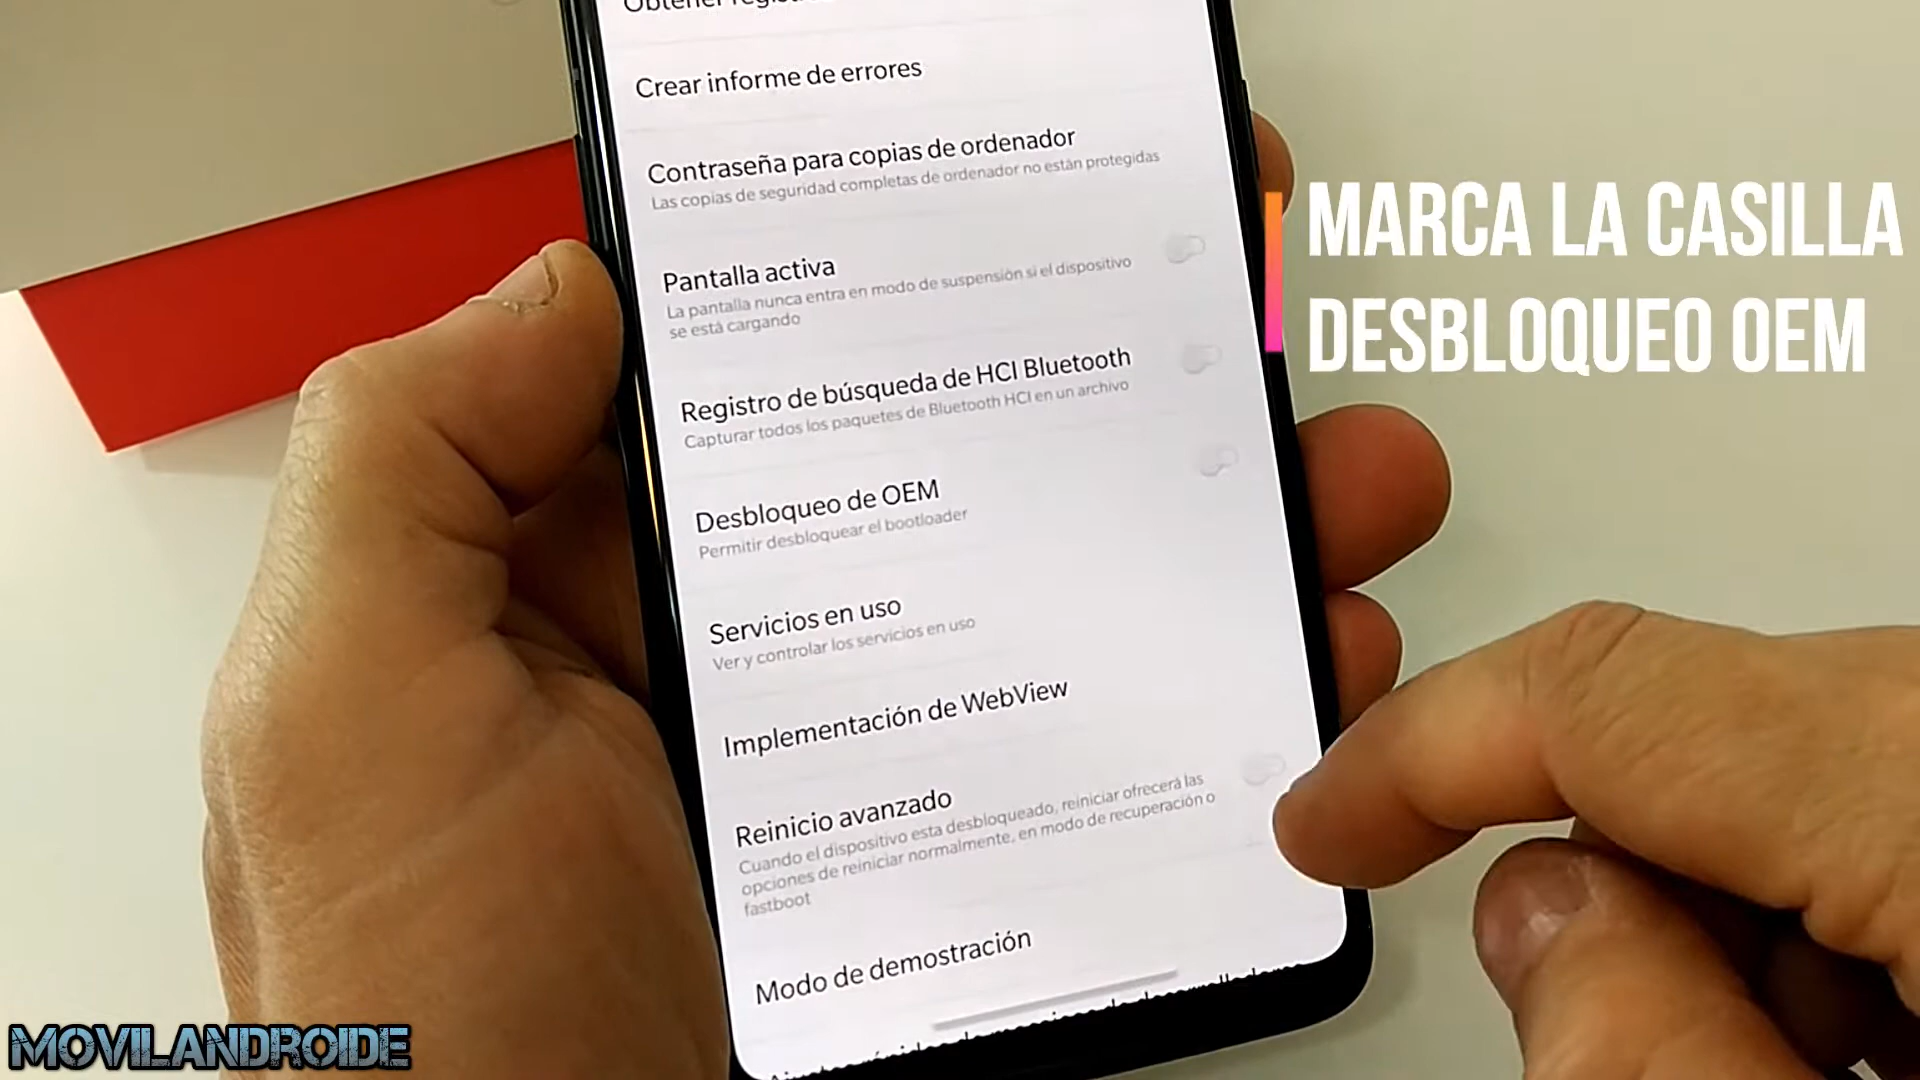 Obtener
Crear informe de errores
Contraseña para copias de ordenador
Las copias de seguridad completas de ordenador no están protegidas
Pantalla activa
La pantalla nunca entra en modo de suspensión si el dispositivo
se está cargando
Registro de búsqueda de HCI Bluetooth
Capturar todos los paquetes de Bluetooth HCI en un archivo
Desbloqueo de OEM
Permitir desbloquear el bootloader
Servicios en uso
Ver y controlar los servicios en uso
Implementación de WebView
Reinicio avanzado
Cuando el dispositivo esta desbloqueado, reiniciar ofrecerá las
opciones de reiniciar normalmente, en modo de recuperación o
fastboot
Modo de demostración
MARCA LA CASILLA
DESBLOQUEO OEM
MOVILANDROIDE